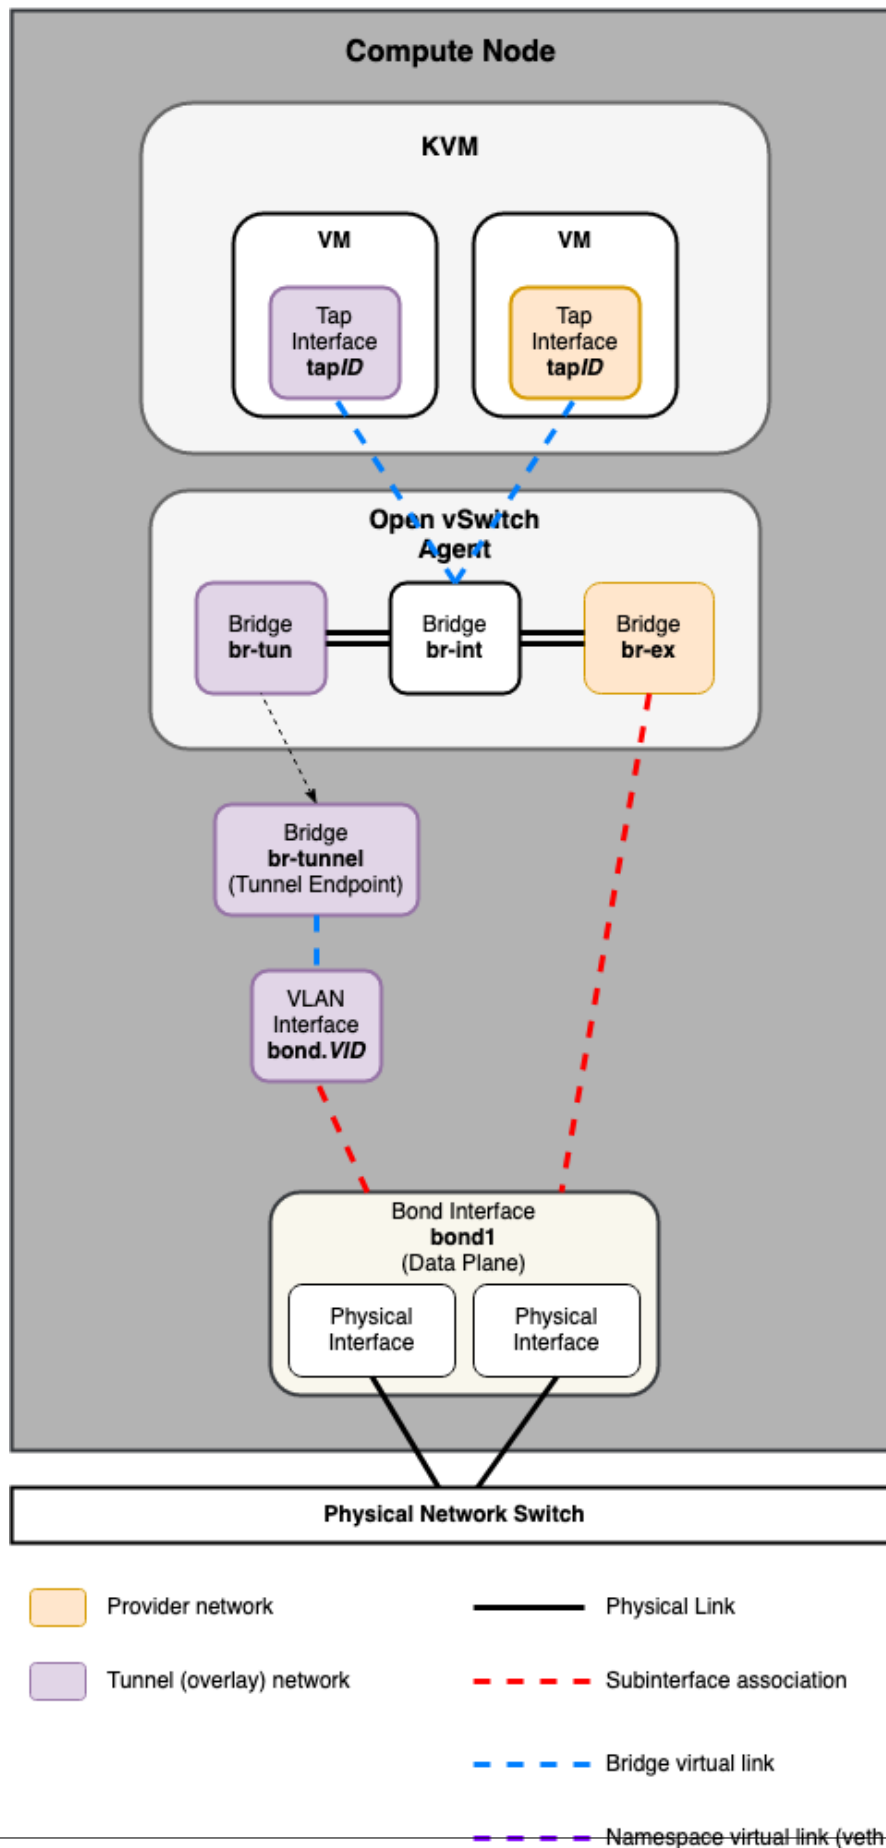 Compute Node
KVM
VM
VM
Tap
Interface
tapID
Tap
Interface
tapID
Open vSwitch
Agent
Bridge
br-tun
Bridge
br-int
Bridge
br-ex
Bridge
br-tunnel
(Tunnel Endpoint)
VLAN
Interface
bond.VID
Bond Interface
bond1
(Data Plane)
Physical
Interface
Physical
Interface
Physical Network Switch
Provider network
Physical Link
Tunnel (overlay) network
Subinterface association
Bridge virtual link
Namespace virtual link (veth